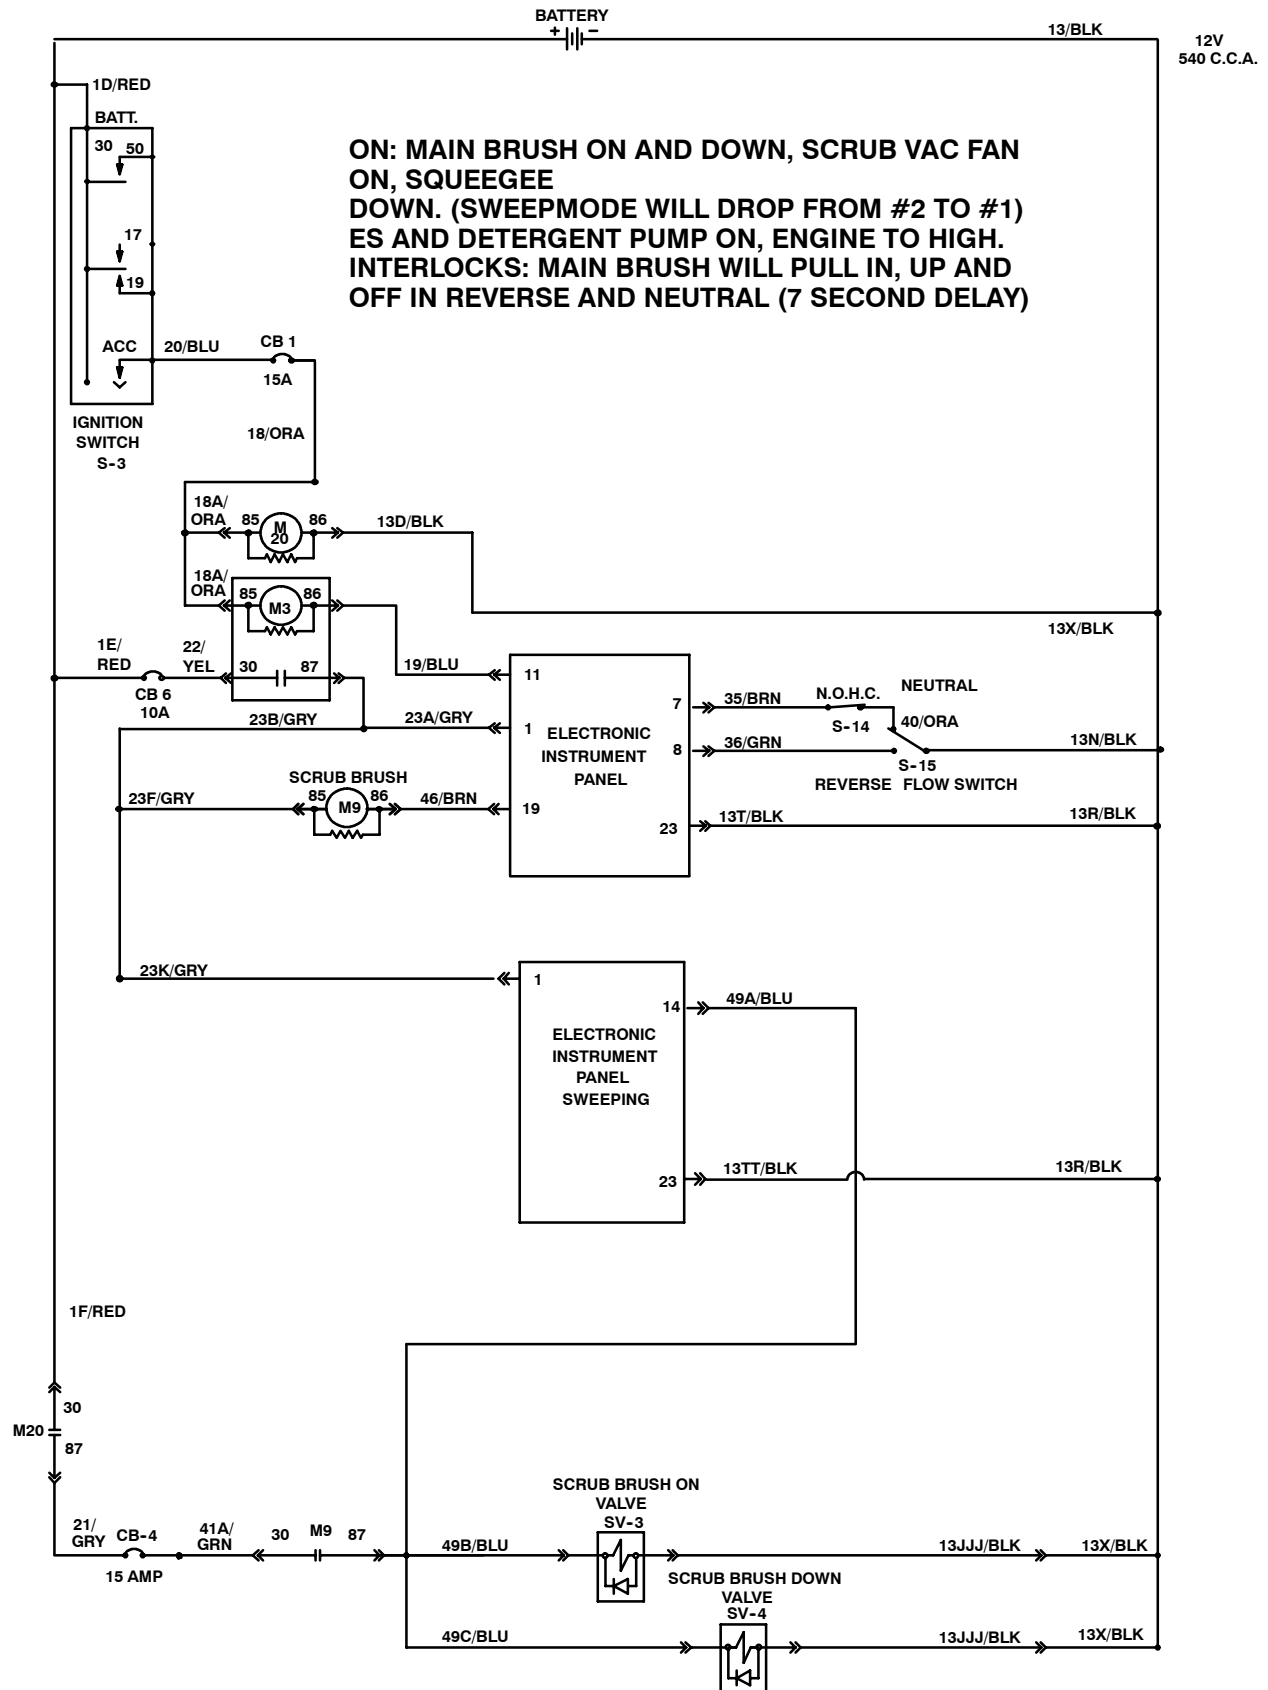 BATTERY
+ −
13/BLK
12V
540 C.C.A.
1D/RED
BATT.
30 50
17
19
ACC
20/BLU
CB 1
15A
IGNITION
SWITCH
S-3
18/ORA
ON: MAIN BRUSH ON AND DOWN, SCRUB VAC FAN
ON, SQUEEGEE
DOWN. (SWEEPMODE WILL DROP FROM #2 TO #1)
ES AND DETERGENT PUMP ON, ENGINE TO HIGH.
INTERLOCKS: MAIN BRUSH WILL PULL IN, UP AND
OFF IN REVERSE AND NEUTRAL (7 SECOND DELAY)
18A/
ORA
85
M
20
86
13D/BLK
18A/
ORA
85
M3
86
13X/BLK
1E/
RED
CB 6
10A
22/
YEL
30
87
19/BLU
11
23B/GRY
23A/GRY
1
ELECTRONIC
INSTRUMENT
PANEL
7
35/BRN
N.O.H.C.
S-14
NEUTRAL
40/ORA
8
36/GRN
13N/BLK
S-15
REVERSE FLOW SWITCH
SCRUB BRUSH
23F/GRY
85
M9
86
46/BRN
19
23
13T/BLK
13R/BLK
23K/GRY
1
14
49A/BLU
ELECTRONIC
INSTRUMENT
PANEL
SWEEPING
23
13TT/BLK
13R/BLK
1F/RED
30
M20
87
21/
GRY
CB-4
15 AMP
41A/
GRN
30
M9
87
49B/BLU
SCRUB BRUSH ON
VALVE
SV-3
13JJJ/BLK
13X/BLK
SCRUB BRUSH DOWN
VALVE
SV-4
49C/BLU
13JJJ/BLK
13X/BLK